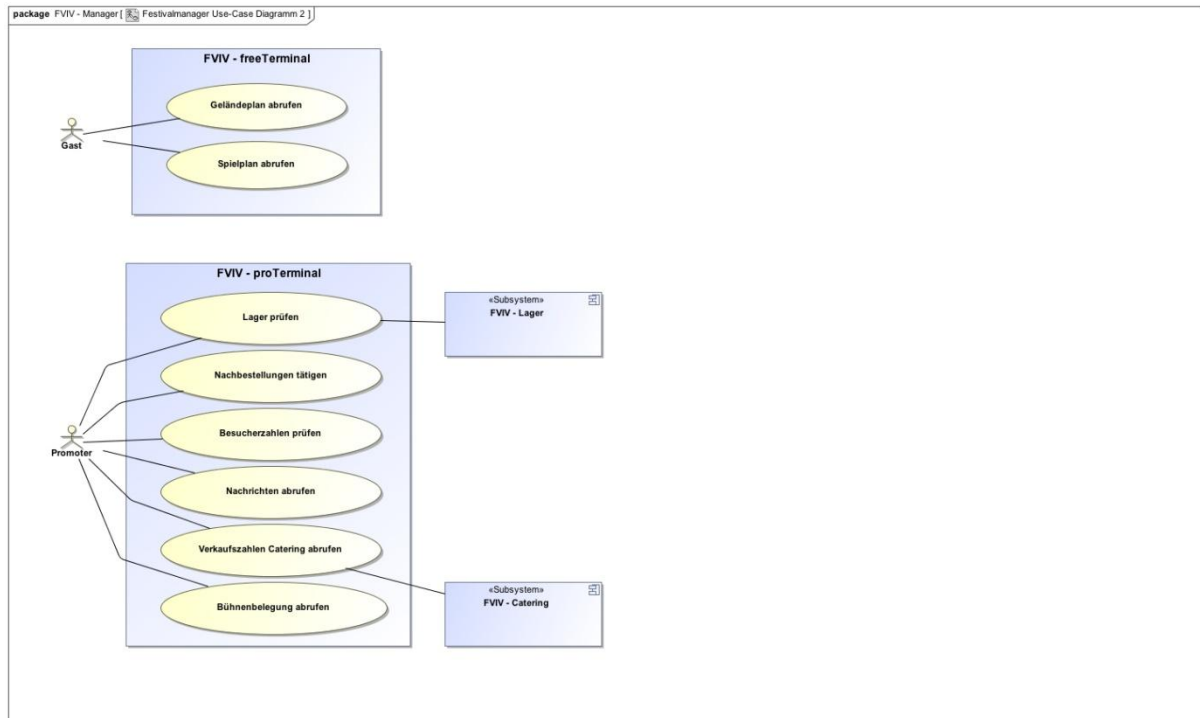 package FVIV - Manager [ Festivalmanager Use-Case Diagramm 2 ]
FVIV - freeTerminal
Geländeplan abrufen
Gast
Spielplan abrufen
FVIV - proTerminal
Lager prüfen
«Subsystem»
FVIV - Lager
Nachbestellungen tätigen
Besucherzahlen prüfen
Promoter
Nachrichten abrufen
Verkaufszahlen Catering abrufen
«Subsystem»
FVIV - Catering
Bühnenbelegung abrufen